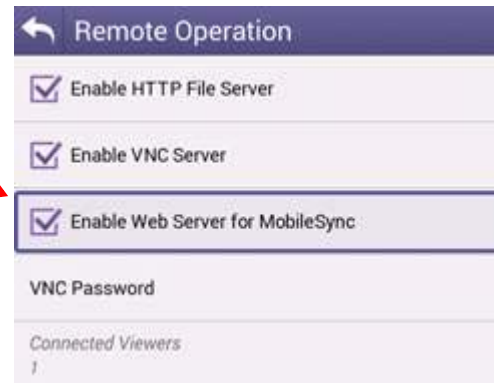 Remote Operation
Enable HTTP File Server
Enable VNC Server
Enable Web Server for MobileSync
VNC Password
Connected Viewers
1